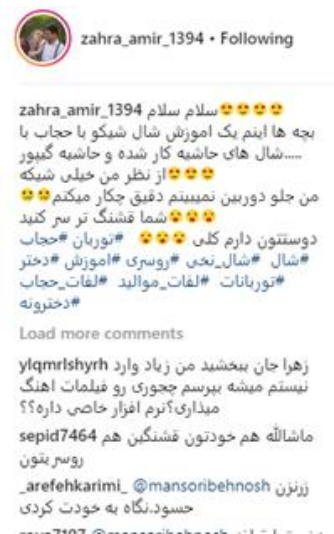 zahra_amir_1394 • Following
zahra_amir_1394 سلام سلام😍😍😍😍
بچه ها اینم یک اموزش شال شیکو با حجاب با
شال های حاشیه کار شده و حاشیه گیپور.....
از نظر من خیلی شیکه😍😍😍
من جلو دوربین نمیبینم دقیق چکار میکنم😢😢
شما قشنگ تر سر کنید😍😍😍
دوستتون دارم کلی 😍😍😍 #توربان #حجاب
#شال #شال_نخی #روسری #اموزش #دختر
#توربانات #لفات_موالید #لفات_حجاب
#دخترونه
Load more comments
ylqmrlshyrh زهرا جان ببخشید من زیاد وارد
نیستم میشه بپرسم چجوری رو فیلمات اهنگ
میذاری؟نرم افزار خاصی داره؟؟
sepid7464 ماشالله هم خودتون قشنگین هم
روسریتون
_arefehkarimi_ @mansoribehnosh زرنزن
حسود.نگاه به خودت کردی